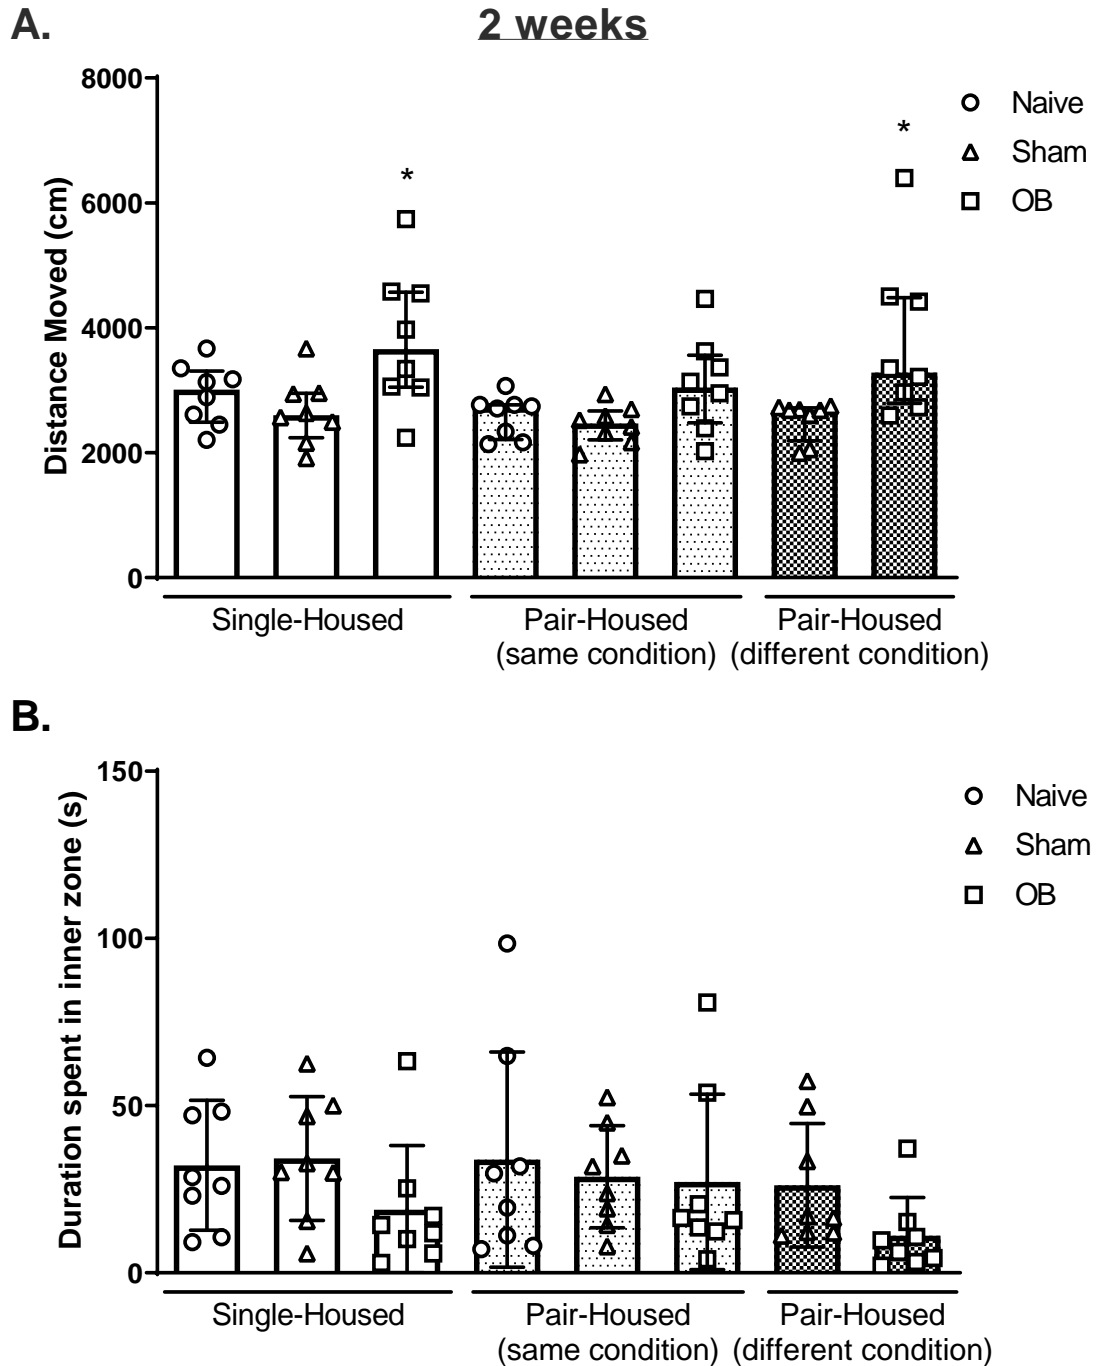 A.
2 weeks
8000
6000
4000
2000
0
Distance Moved (cm)
*
*
Naive
Sham
OB
Single-Housed
Pair-Housed
(same condition)
Pair-Housed
(different condition)
B.
150
100
50
0
Duration spent in inner zone (s)
Naive
Sham
OB
Single-Housed
Pair-Housed
(same condition)
Pair-Housed
(different condition)